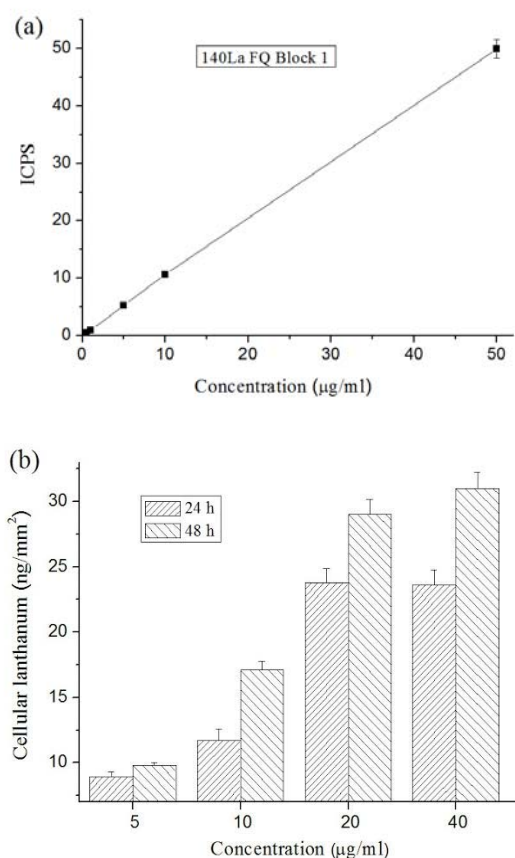 (a)
140La FQ Block 1
ICPS
50
40
30
20
10
0
0 10 20 30 40 50
Concentration (μg/ml)
(b)
24 h
48 h
Cellular lanthanum (ng/mm²)
30
25
20
15
10
5 10 20 40
Concentration (μg/ml)